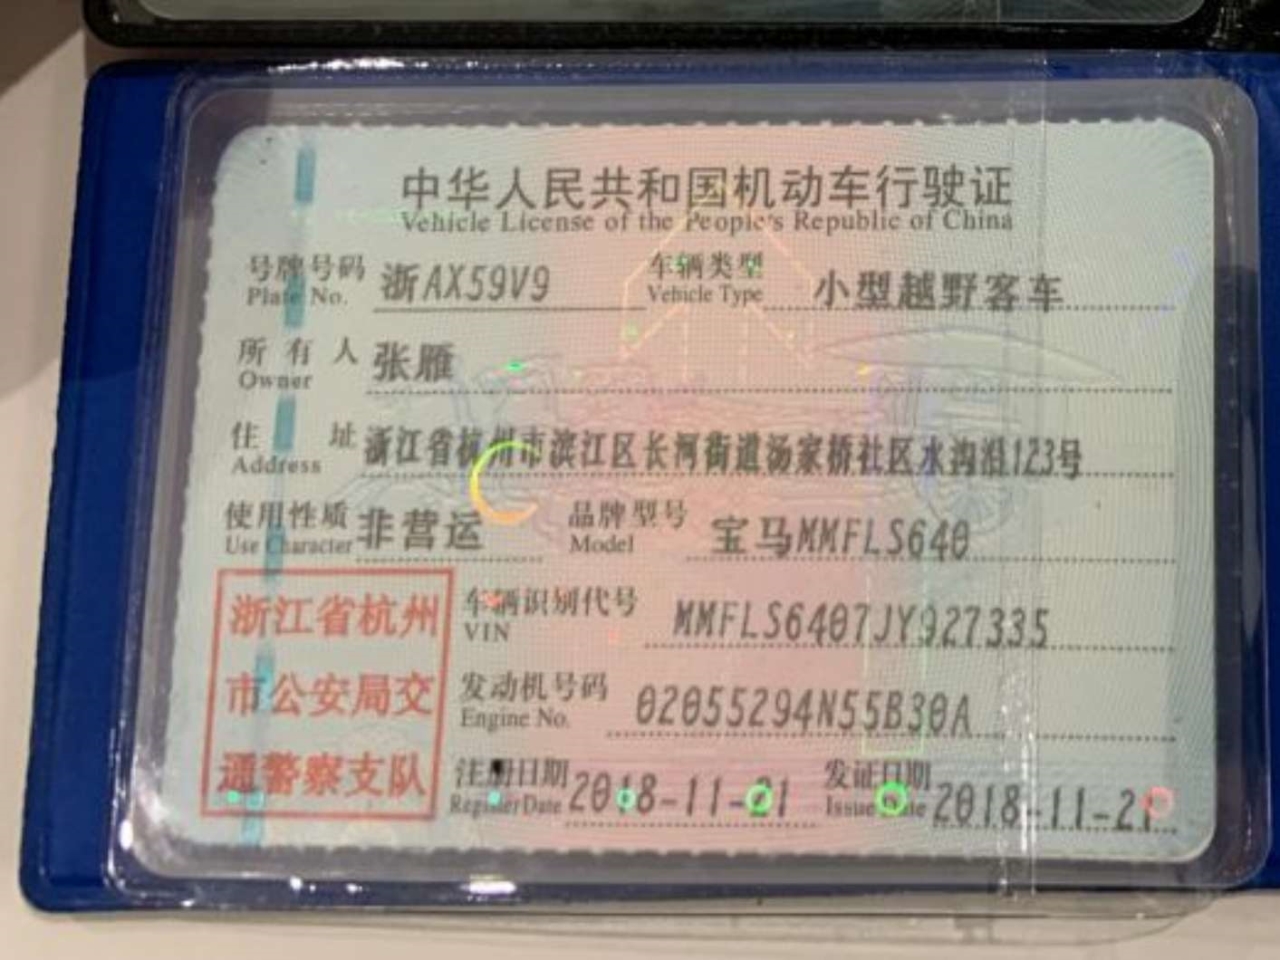 中华人民共和国机动车行驶证
Vehicle License of the People's Republic of China
号牌号码 浙AX59V9 车辆类型 小型越野客车
Plate No. Vehicle Type
所有人 张雁
Owner
住址 浙江省杭州市滨江区长河街道汤家桥社区水沟沿123号
Address
使用性质 非营运 品牌型号 宝马MMFLS640
Use Character Model
浙江省杭州
市公安局交
通警察支队
车辆识别代号 MMFLS6407JY927335
VIN
发动机号码 02055294N55B30A
Engine No.
注册日期 2018-11-21 发证日期 2018-11-21
Register Date Issue Date